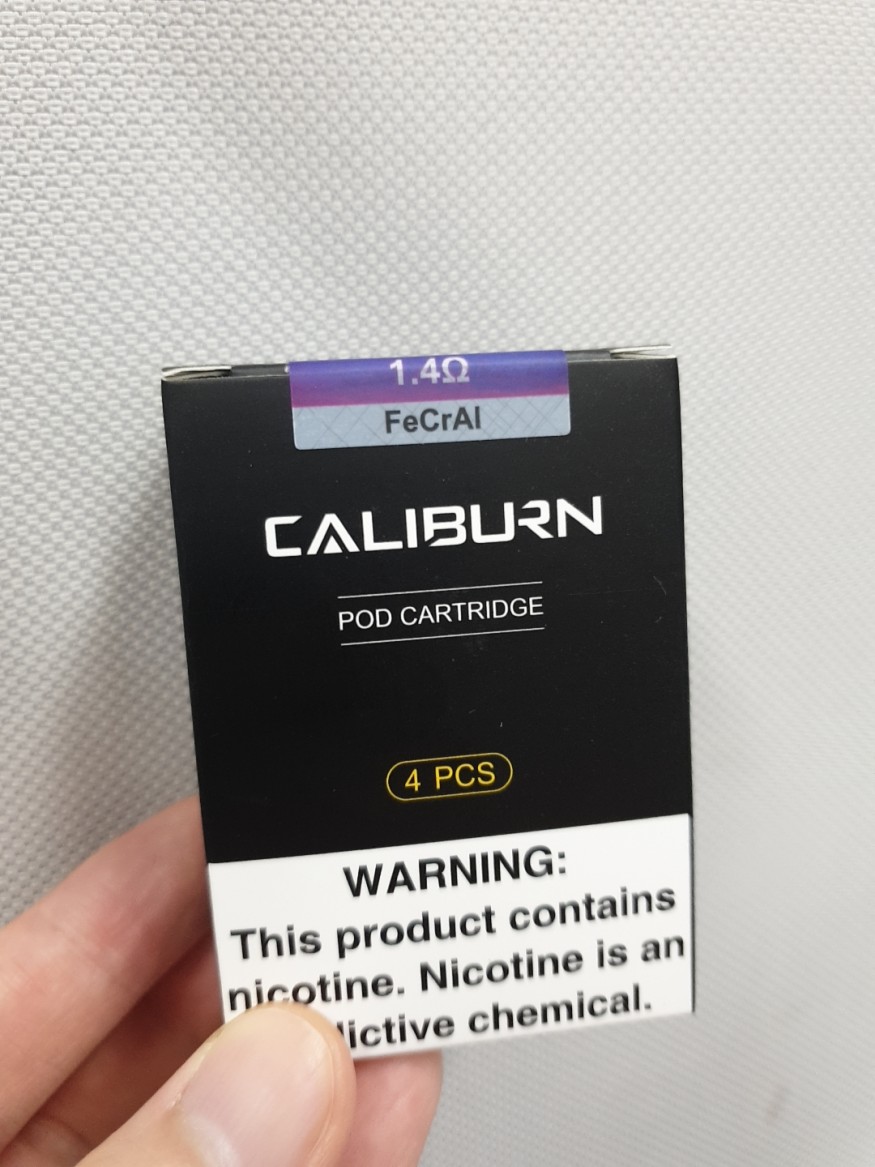 1.4Ω
FeCrAl
CALIBURN
POD CARTRIDGE
4 PCS
WARNING:
This product contains
nicotine. Nicotine is an
chemical.